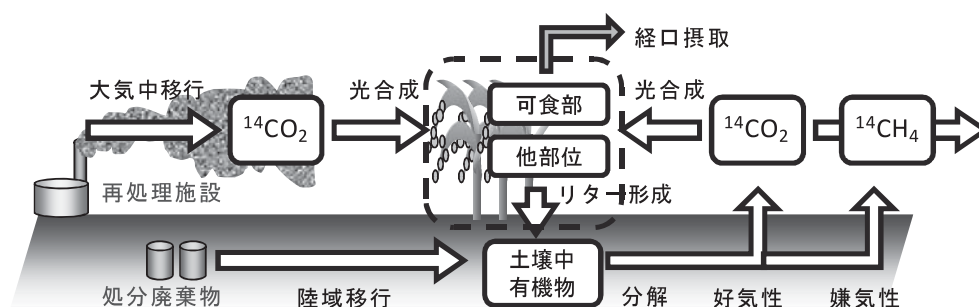 経口摂取
大気中移行
光合成
可食部
光合成
¹⁴CO₂
¹⁴CO₂
¹⁴CH₄
他部位
再処理施設
リター形成
土壌中
有機物
処分廃棄物
陸域移行
分解
好気性
嫌気性